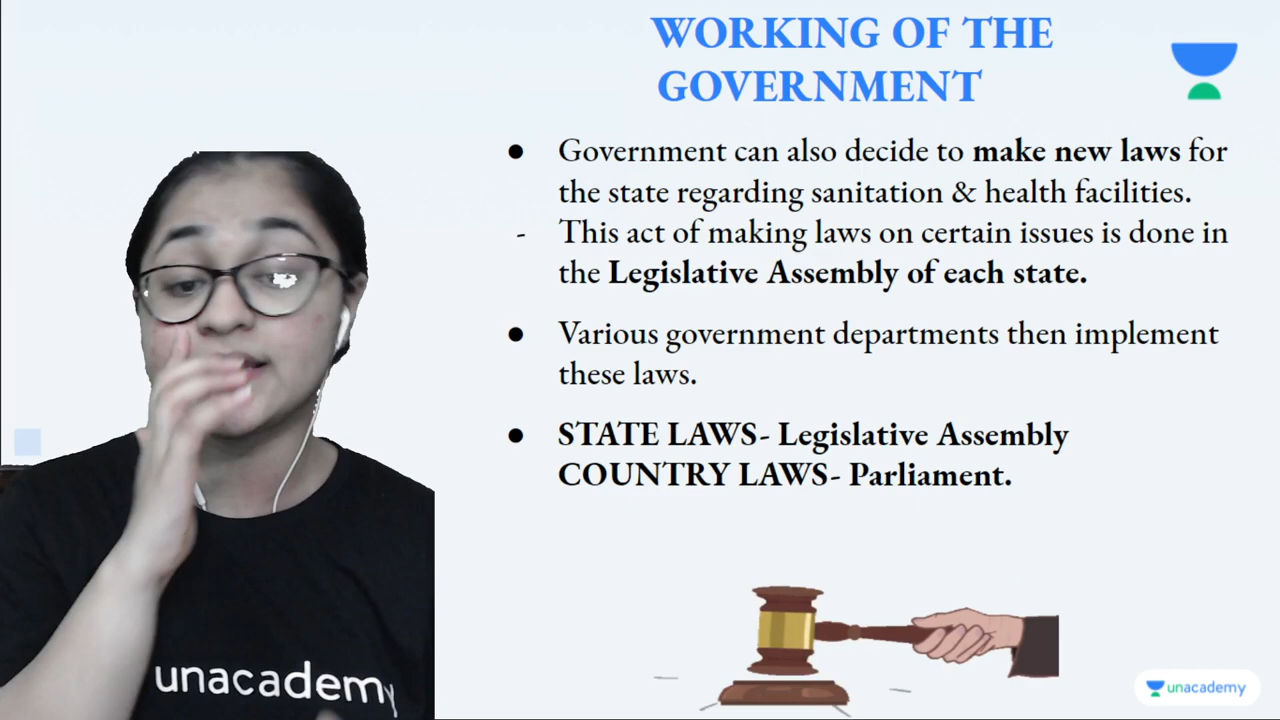 WORKING OF THE
GOVERNMENT
● Government can also decide to make new laws for
the state regarding sanitation & health facilities.
- This act of making laws on certain issues is done in
the Legislative Assembly of each state.
● Various government departments then implement
these laws.
● STATE LAWS- Legislative Assembly
COUNTRY LAWS- Parliament.
unacademy
unacademy